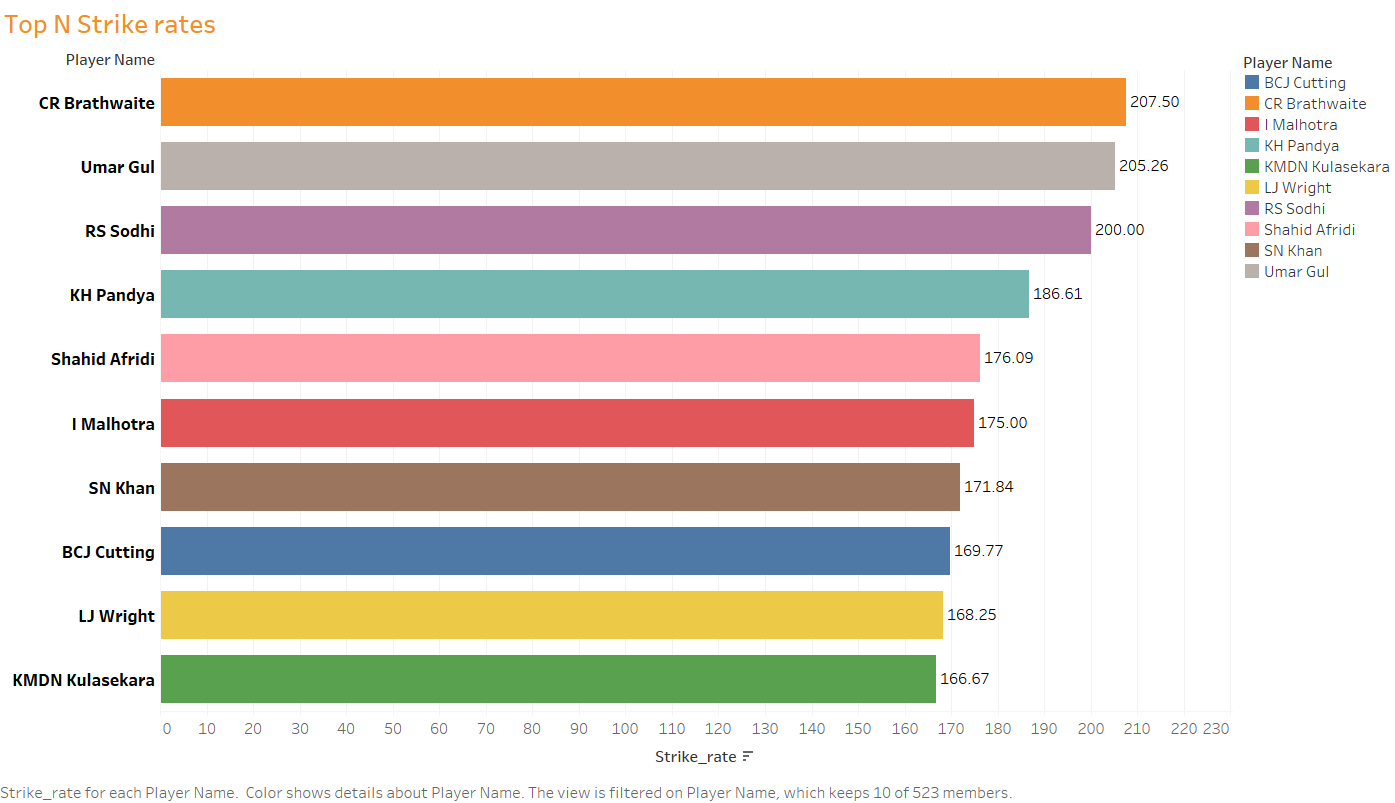 Top N Strike rates
Player Name
CR Brathwaite 207.50
Umar Gul 205.26
RS Sodhi 200.00
KH Pandya 186.61
Shahid Afridi 176.09
I Malhotra 175.00
SN Khan 171.84
BCJ Cutting 169.77
LJ Wright 168.25
KMDN Kulasekara 166.67
0 10 20 30 40 50 60 70 80 90 100 110 120 130 140 150 160 170 180 190 200 210 220 230
Strike_rate
Player Name
BCJ Cutting
CR Brathwaite
I Malhotra
KH Pandya
KMDN Kulasekara
LJ Wright
RS Sodhi
Shahid Afridi
SN Khan
Umar Gul
Strike_rate for each Player Name. Color shows details about Player Name. The view is filtered on Player Name, which keeps 10 of 523 members.